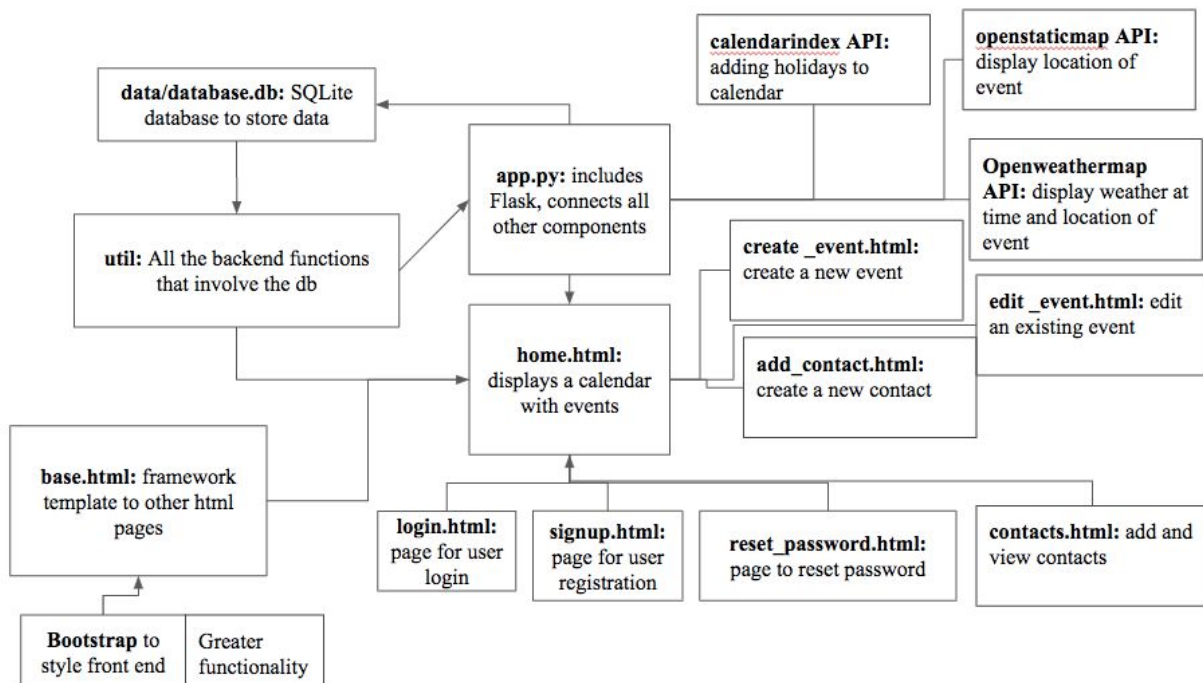 calendarindex API:
adding holidays to
calendar
openstaticmap API:
display location of
event
data/database.db: SQLite
database to store data
app.py: includes
Flask, connects all
other components
Openweathermap
API: display weather at
time and location of
event
util: All the backend functions
that involve the db
create _event.html:
create a new event
edit _event.html: edit
an existing event
home.html:
displays a calendar
with events
add_contact.html:
create a new contact
base.html: framework
template to other html
pages
login.html:
page for user
login
signup.html:
page for user
registration
reset_password.html:
page to reset password
contacts.html: add and
view contacts
Bootstrap to
style front end
Greater
functionality